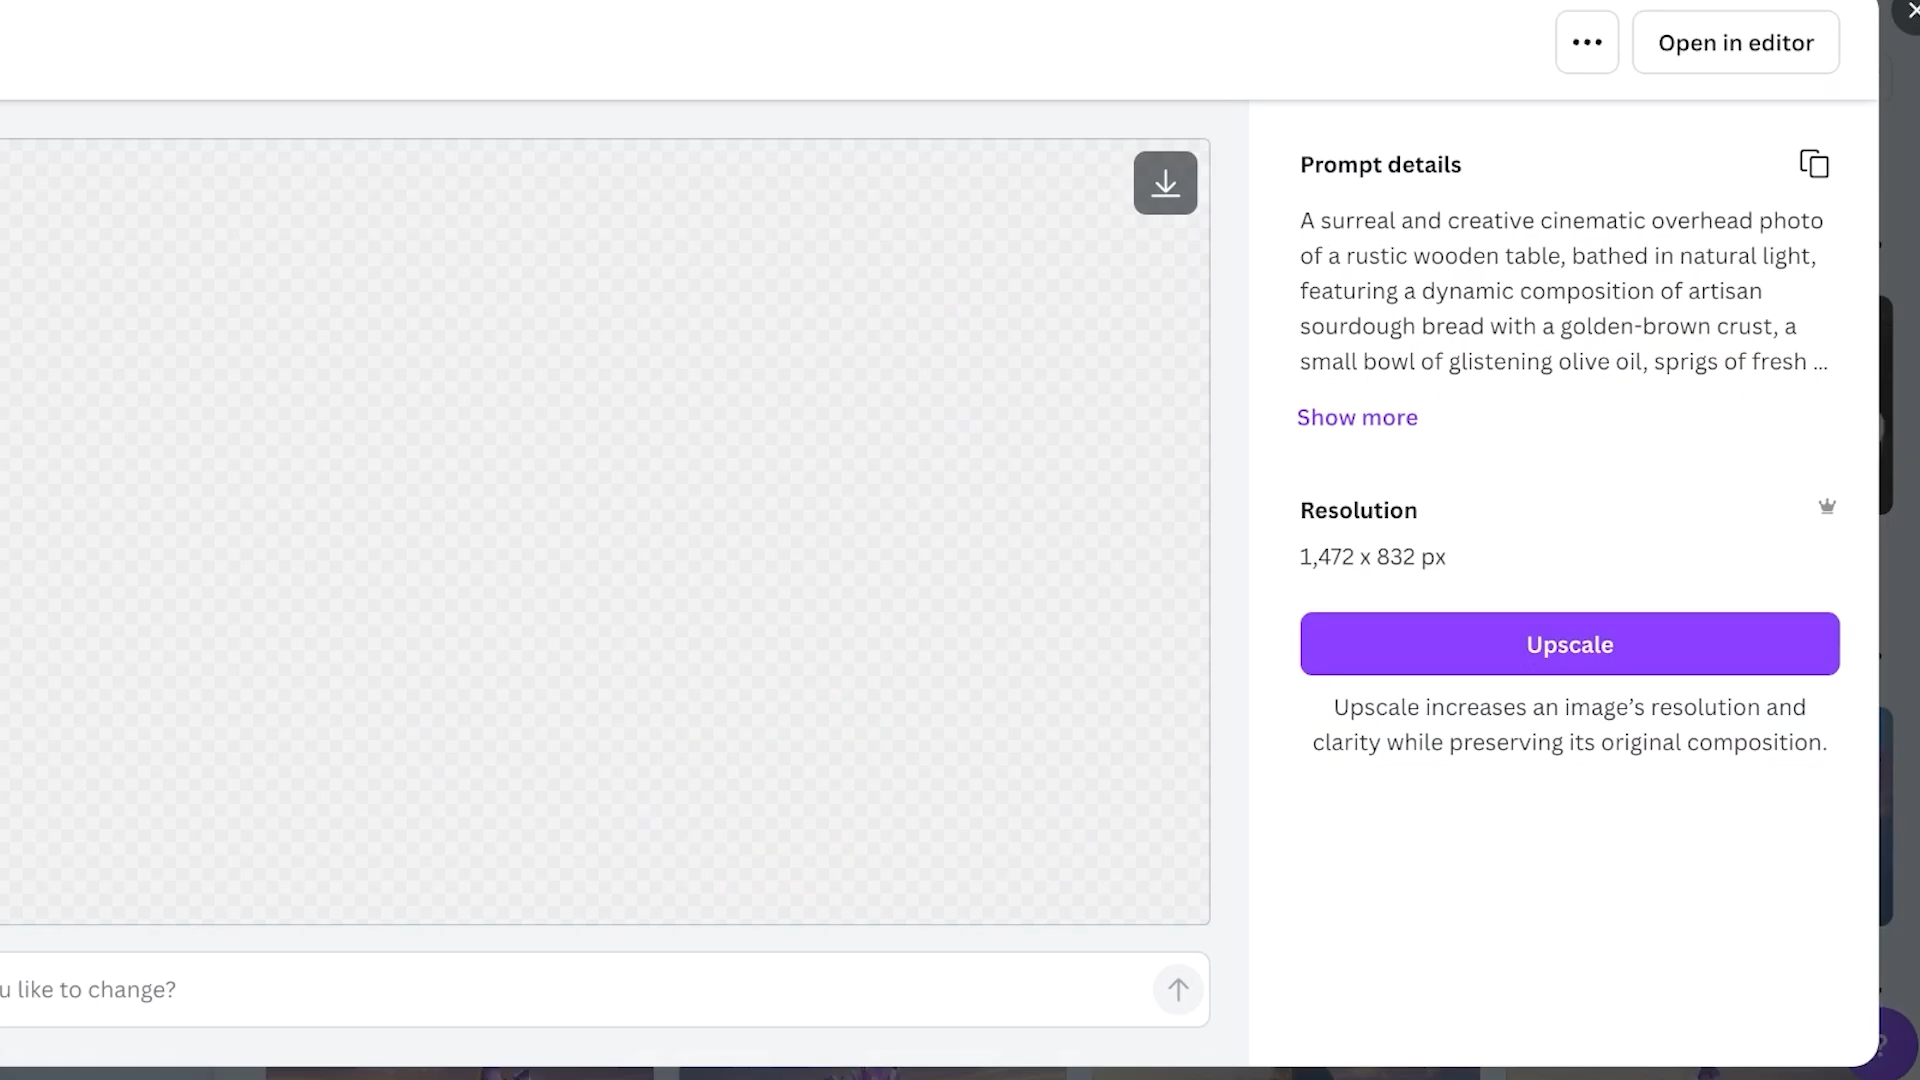 Open in editor
Prompt details
A surreal and creative cinematic overhead photo
of a rustic wooden table, bathed in natural light,
featuring a dynamic composition of artisan
sourdough bread with a golden-brown crust, a
small bowl of glistening olive oil, sprigs of fresh ...
Show more
Resolution
1,472 x 832 px
Upscale
Upscale increases an image’s resolution and
clarity while preserving its original composition.
u like to change?
?